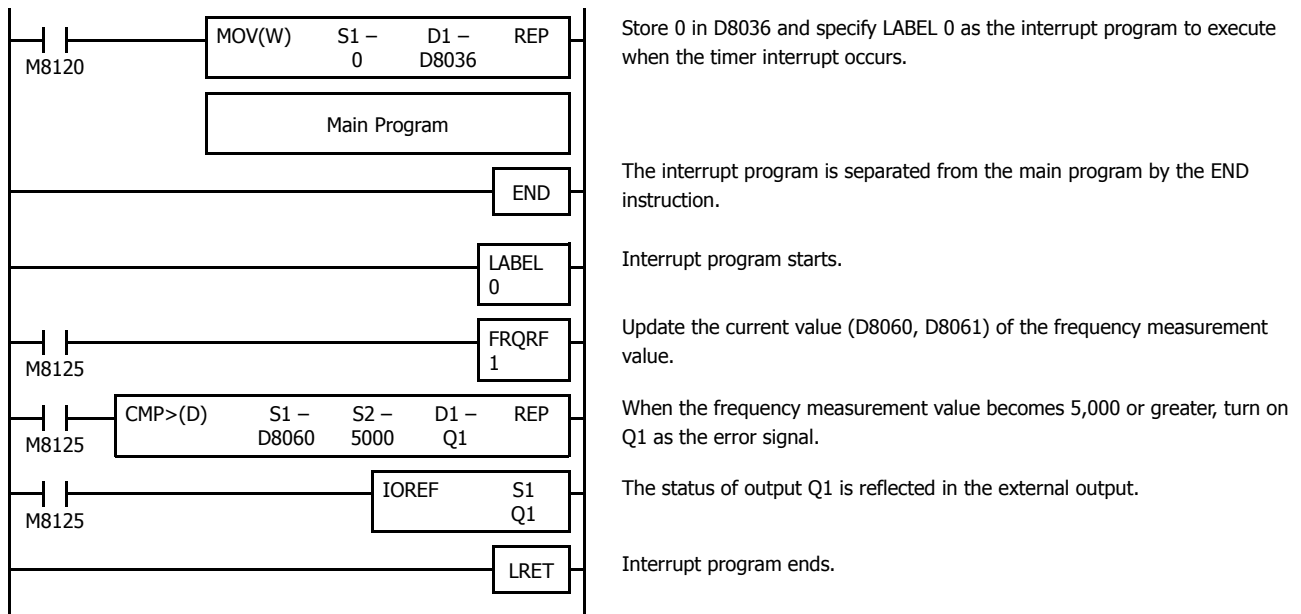 MOV(W) S1 – D1 – REP
0 D8036
M8120
Store 0 in D8036 and specify LABEL 0 as the interrupt program to execute
when the timer interrupt occurs.
Main Program
END
The interrupt program is separated from the main program by the END
instruction.
LABEL
0
Interrupt program starts.
M8125
FRQRF
1
Update the current value (D8060, D8061) of the frequency measurement
value.
M8125
CMP>(D) S1 – S2 – D1 – REP
D8060 5000 Q1
When the frequency measurement value becomes 5,000 or greater, turn on
Q1 as the error signal.
M8125
IOREF S1
Q1
The status of output Q1 is reflected in the external output.
LRET
Interrupt program ends.